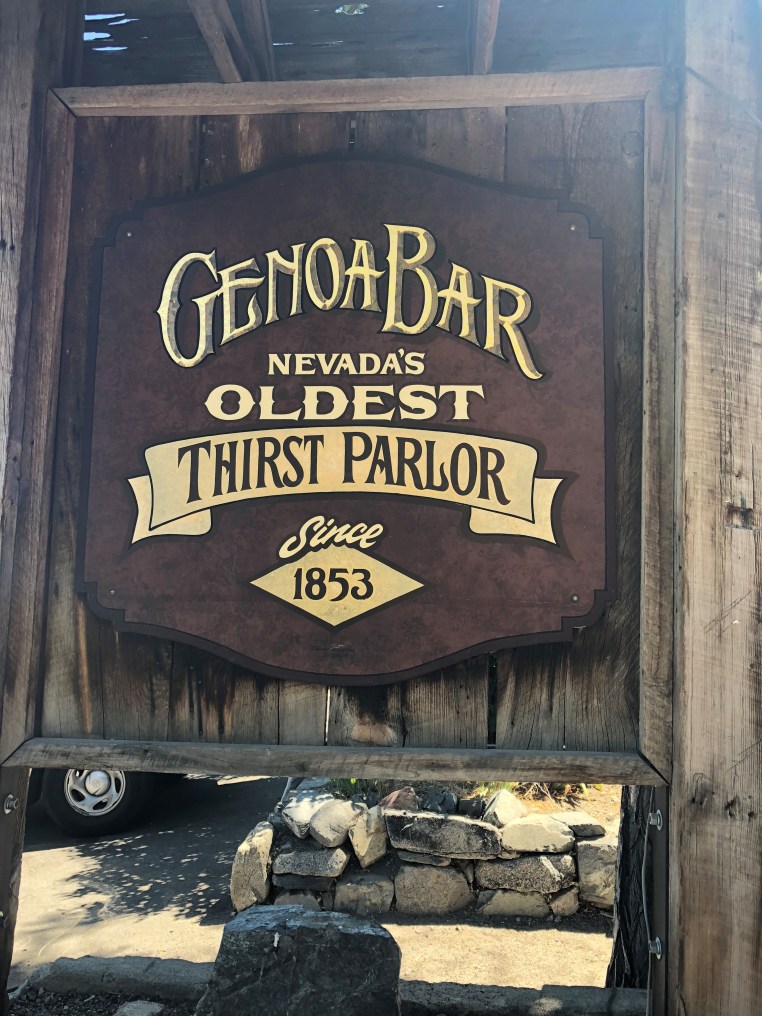 GENOA BAR
NEVADA'S
OLDEST
THIRST PARLOR
Since
1853